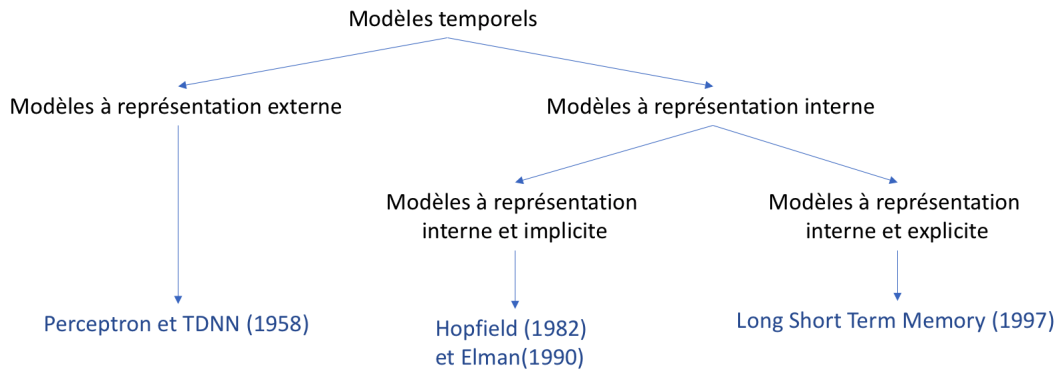 Modèles temporels
Modèles à représentation externe
Modèles à représentation interne
Modèles à représentation
interne et implicite
Modèles à représentation
interne et explicite
Perceptron et TDNN (1958)
Hopfield (1982)
et Elman(1990)
Long Short Term Memory (1997)